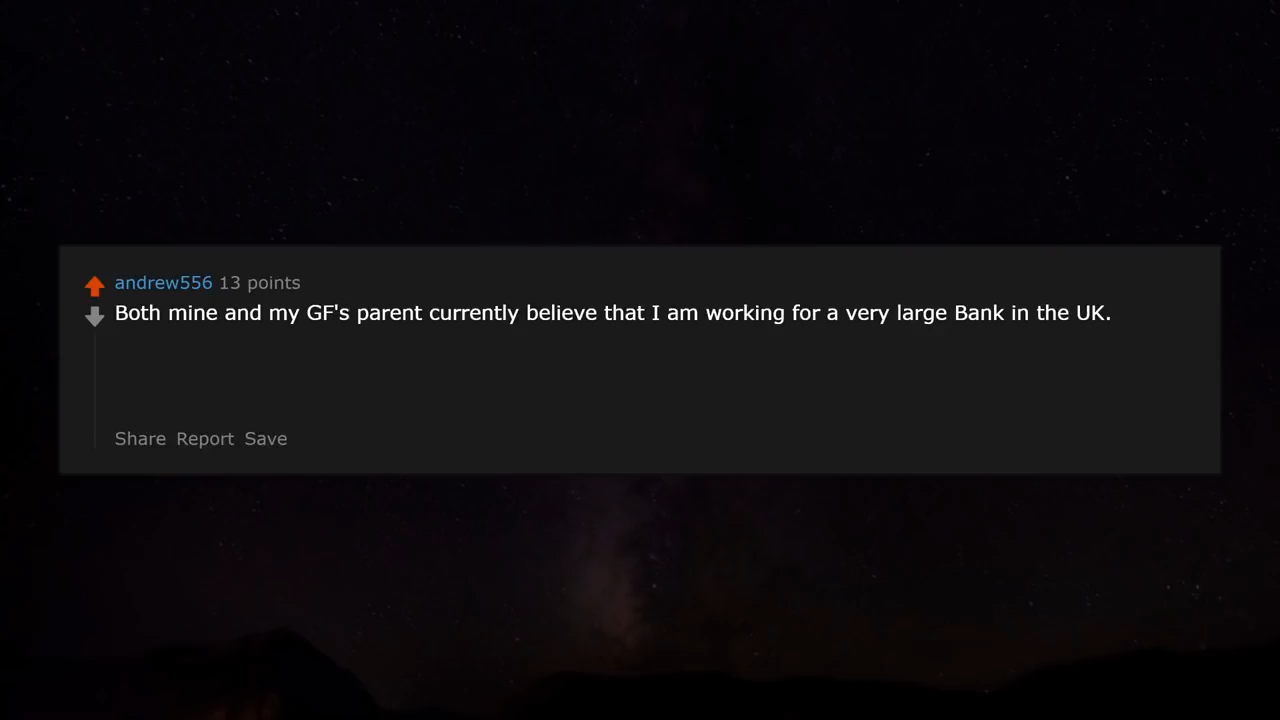 andrew556 13 points
Both mine and my GF's parent currently believe that I am working for a very large Bank in the UK.
Share Report Save